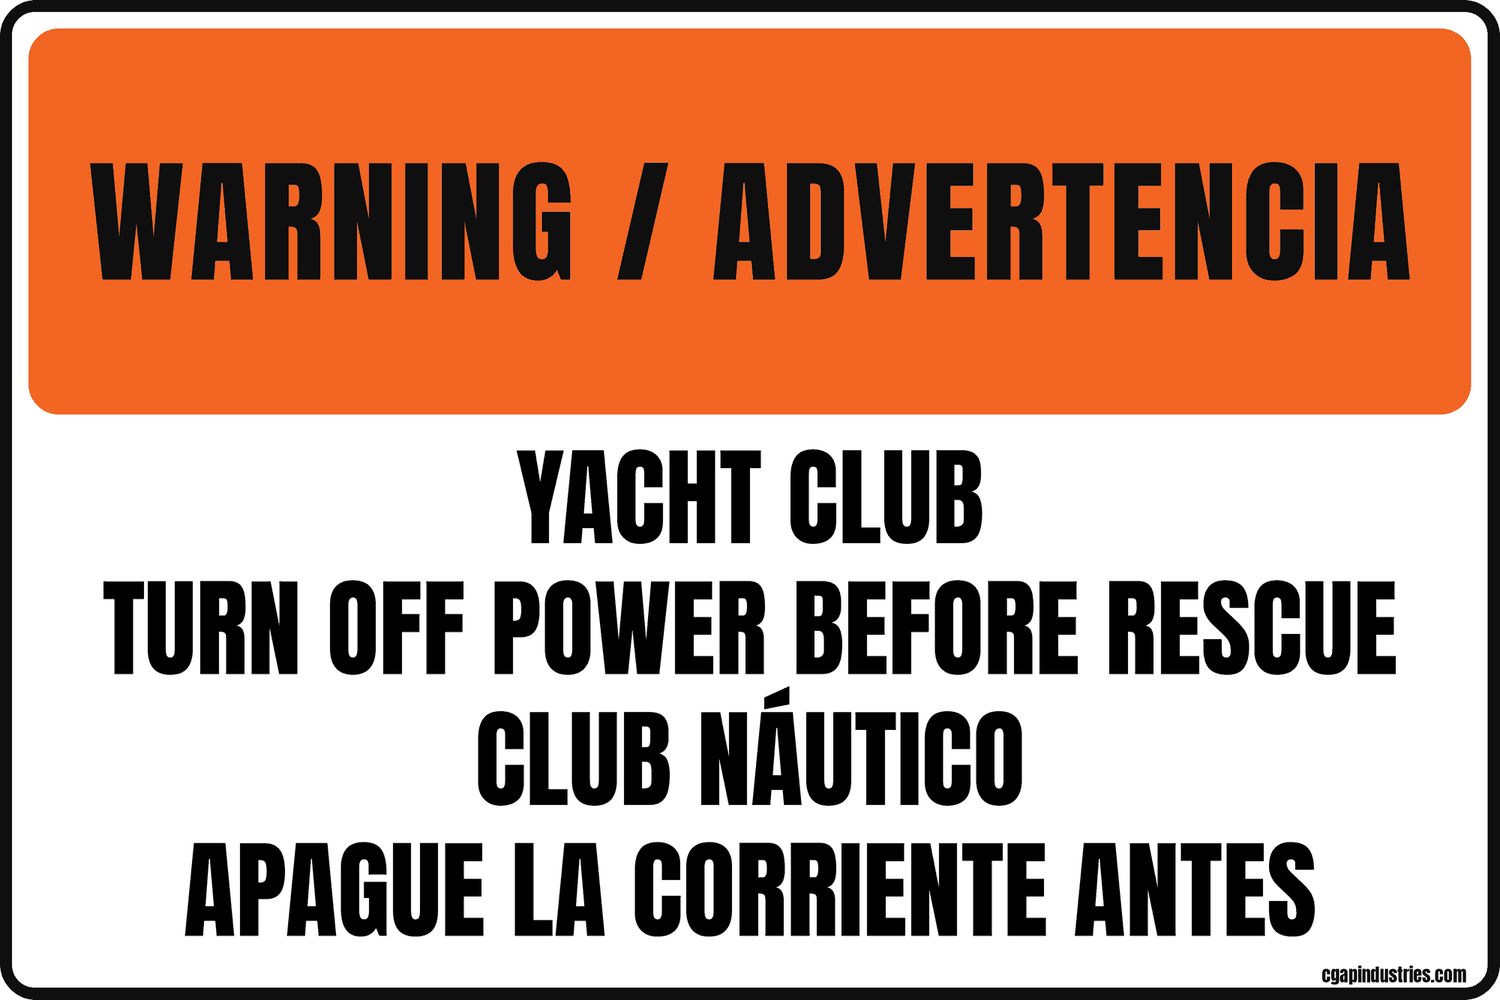 WARNING / ADVERTENCIA
YACHT CLUB
TURN OFF POWER BEFORE RESCUE
CLUB NÁUTICO
APAGUE LA CORRIENTE ANTES
cgapindustries.com